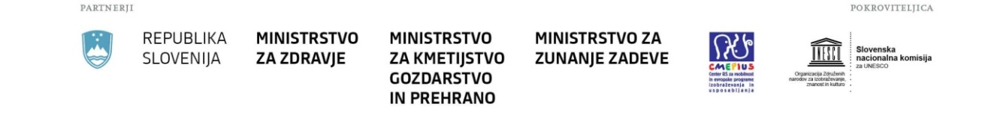 PARTNERJI
POKROVITELJICA
REPUBLIKA
SLOVENIJA
MINISTRSTVO
ZA ZDRAVJE
MINISTRSTVO
ZA KMETIJSTVO
GOZDARSTVO
IN PREHRANO
MINISTRSTVO ZA
ZUNANJE ZADEVE
CMEPIUS
Center RS za mobilnost
in evropske programe
izobraževanja in
usposabljanja
UNESCO
Organizacija Združenih
narodov za izobraževanje,
znanost in kulturo
Slovenska
nacionalna komisija
za UNESCO